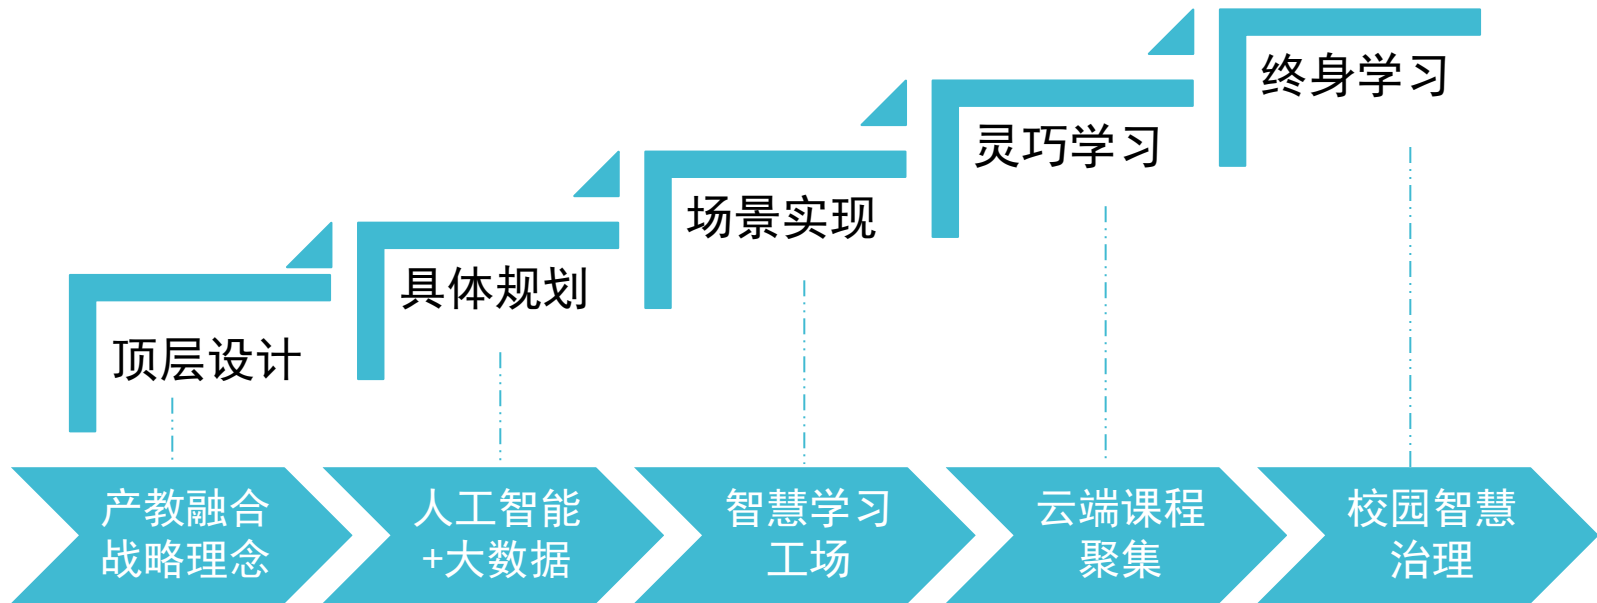 终身学习
灵巧学习
场景实现
具体规划
顶层设计
产教融合
战略理念
人工智能
+大数据
智慧学习
工场
云端课程
聚集
校园智慧
治理